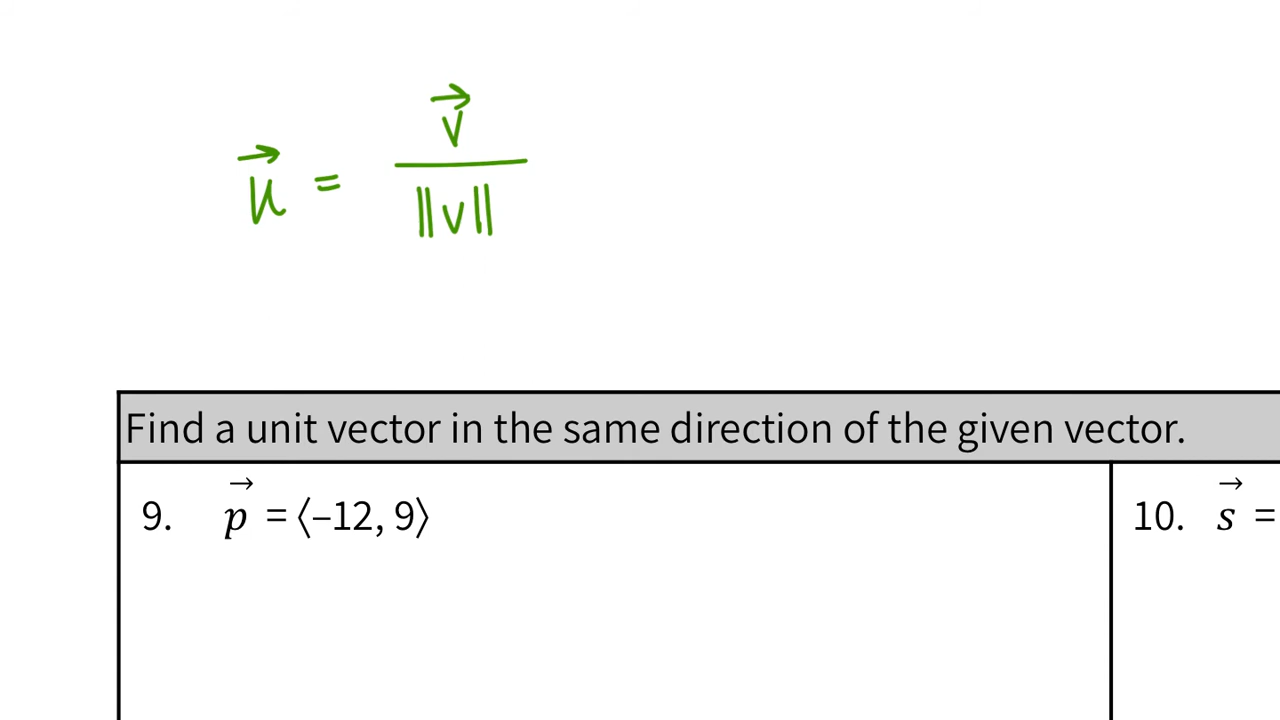 u⃗ = v⃗ / ||v||
Find a unit vector in the same direction of the given vector.
9. p⃗ = ⟨–12, 9⟩
10. s⃗ =